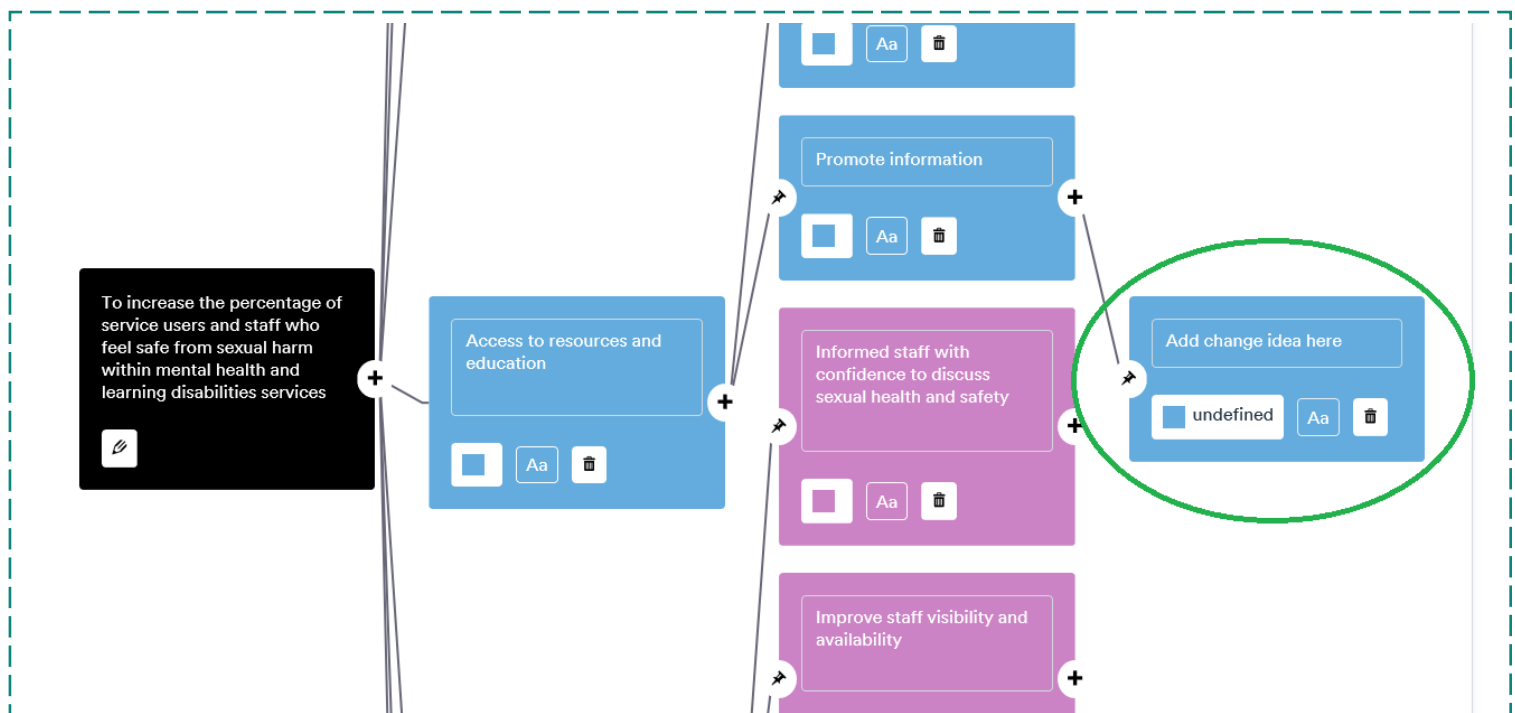 Aa
Promote information
Aa
To increase the percentage of
service users and staff who
feel safe from sexual harm
within mental health and
learning disabilities services
Access to resources and
education
Aa
Informed staff with
confidence to discuss
sexual health and safety
Aa
Add change idea here
undefined
Aa
Improve staff visibility and
availability